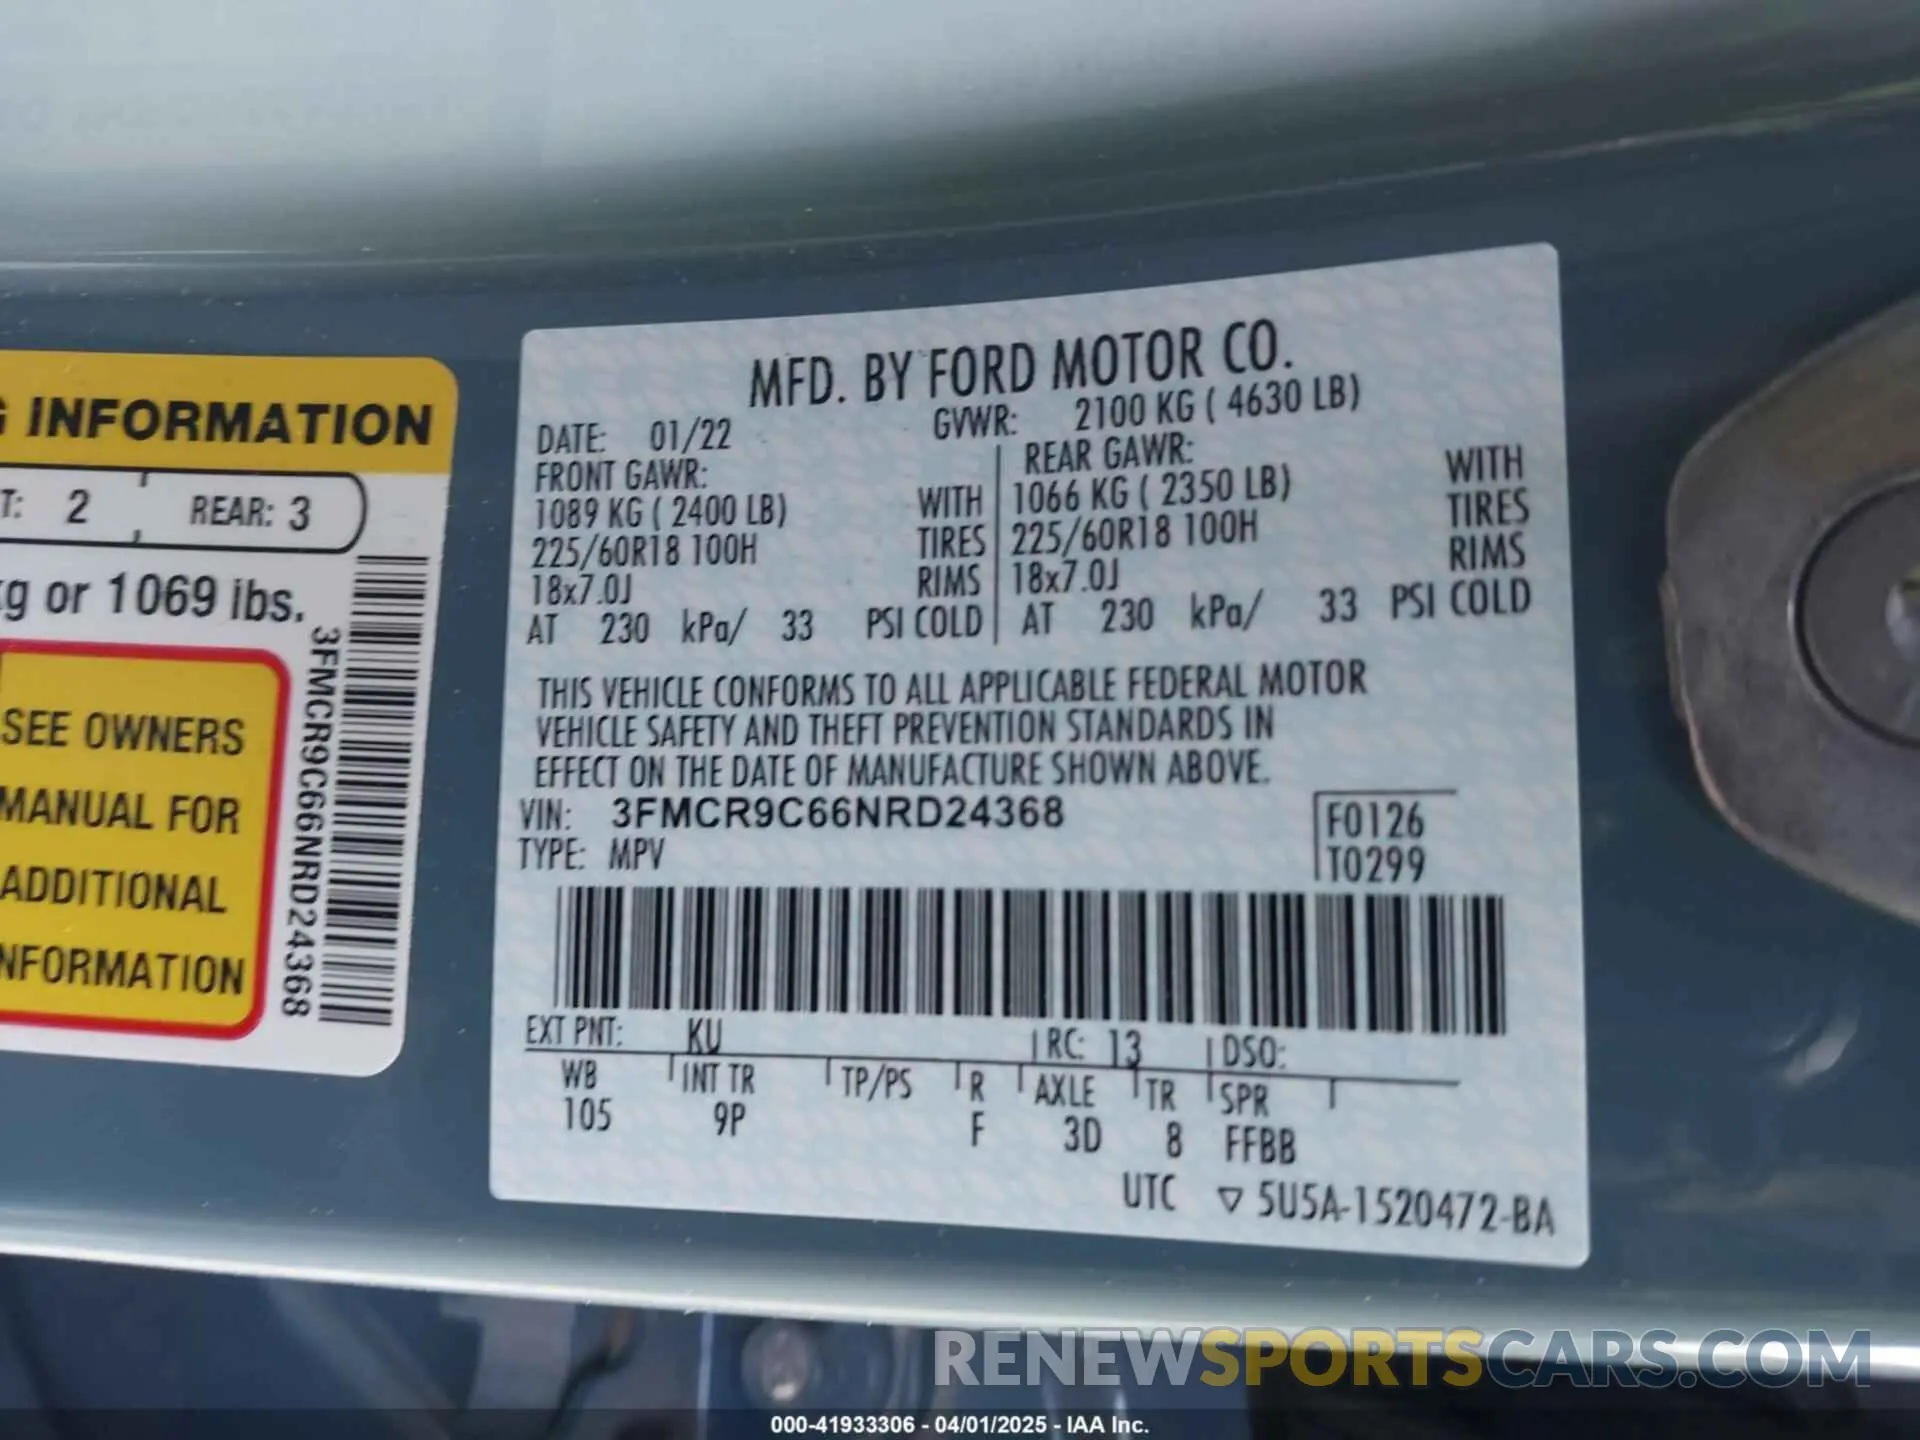 G INFORMATION
T: 2 REAR: 3
kg or 1069 lbs.
SEE OWNERS
MANUAL FOR
ADDITIONAL
INFORMATION
3FMCR9C66NRD24368
MFD. BY FORD MOTOR CO.
DATE: 01/22 GVWR: 2100 KG ( 4630 LB)
FRONT GAWR: REAR GAWR:
1089 KG ( 2400 LB) WITH 1066 KG ( 2350 LB) WITH
225/60R18 100H TIRES 225/60R18 100H TIRES
18x7.0J RIMS 18x7.0J RIMS
AT 230 kPa/ 33 PSI COLD AT 230 kPa/ 33 PSI COLD
THIS VEHICLE CONFORMS TO ALL APPLICABLE FEDERAL MOTOR
VEHICLE SAFETY AND THEFT PREVENTION STANDARDS IN
EFFECT ON THE DATE OF MANUFACTURE SHOWN ABOVE.
VIN: 3FMCR9C66NRD24368 F0126
TYPE: MPV T0299
EXT PNT: KU RC: 13 DSO:
WB INT TR TP/PS R AXLE TR SPR
105 9P F 3D 8 FFBB
UTC ▽ 5U5A-1520472-BA
RENEWSPORTSCARS.COM
000-41933306 - 04/01/2025 - IAA Inc.